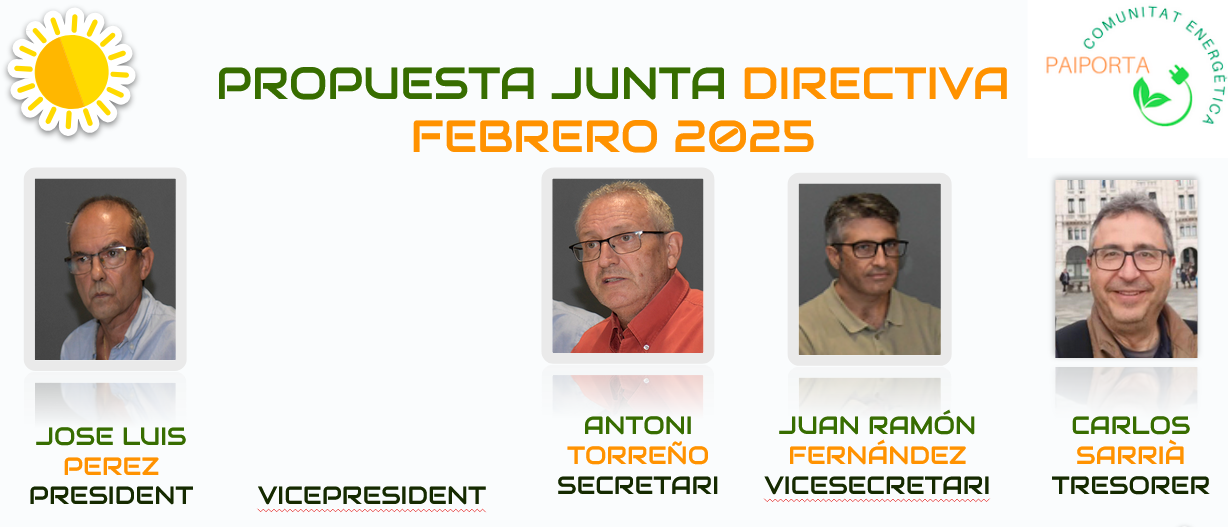 PROPUESTA JUNTA DIRECTIVA
FEBRERO 2025
COMUNITAT ENERGÈTICA
PAIPORTA
JOSE LUIS
PEREZ
PRESIDENT
VICEPRESIDENT
ANTONI
TORREÑO
SECRETARI
JUAN RAMÓN
FERNÁNDEZ
VICESECRETARI
CARLOS
SARRIÀ
TRESORER